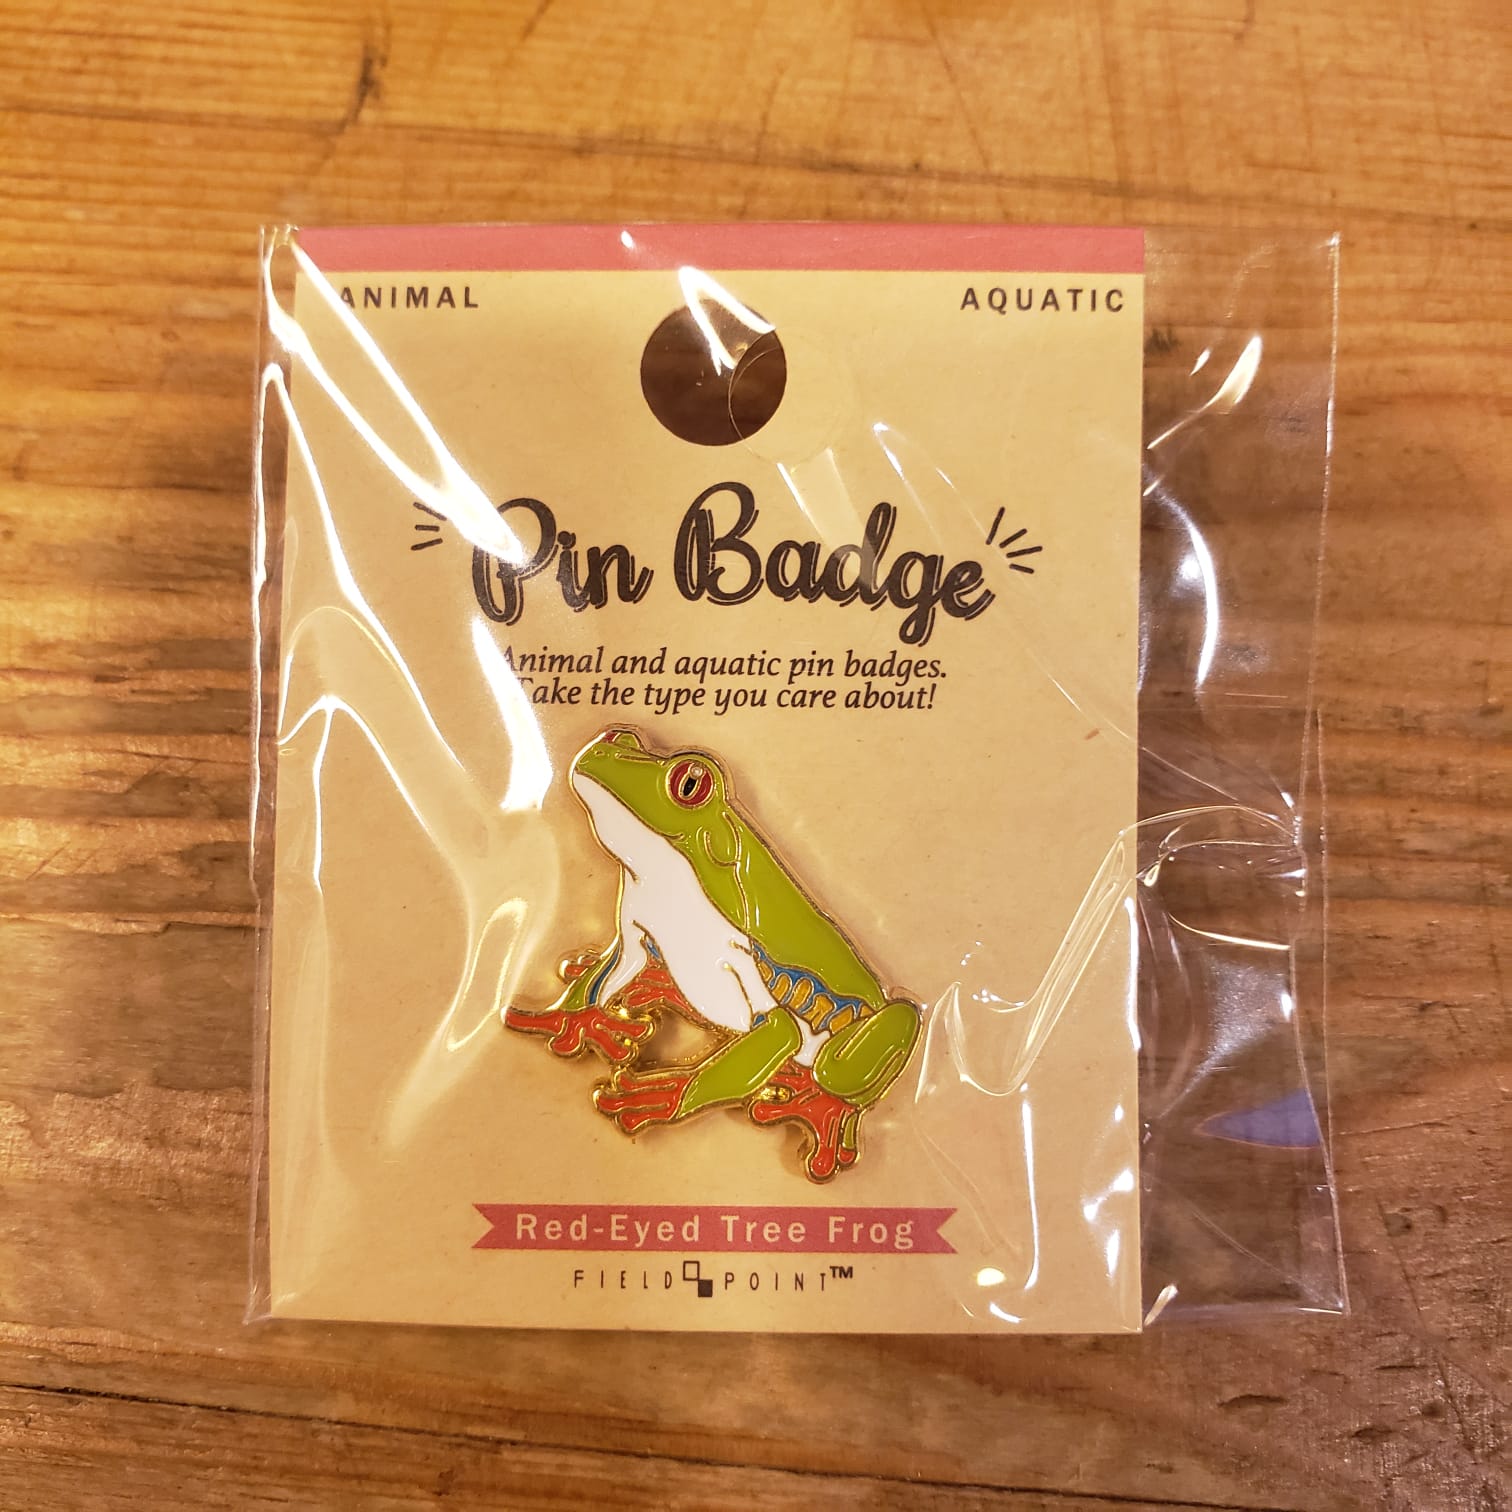 ANIMAL
AQUATIC
Pin Badge
Animal and aquatic pin badges.
Take the type you care about!
Red-Eyed Tree Frog
FIELD POINT™